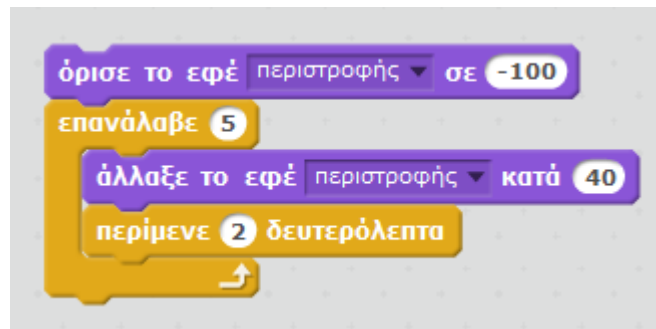 όρισε το εφέ περιστροφής σε -100
επανάλαβε 5
άλλαξε το εφέ περιστροφής κατά 40
περίμενε 2 δευτερόλεπτα